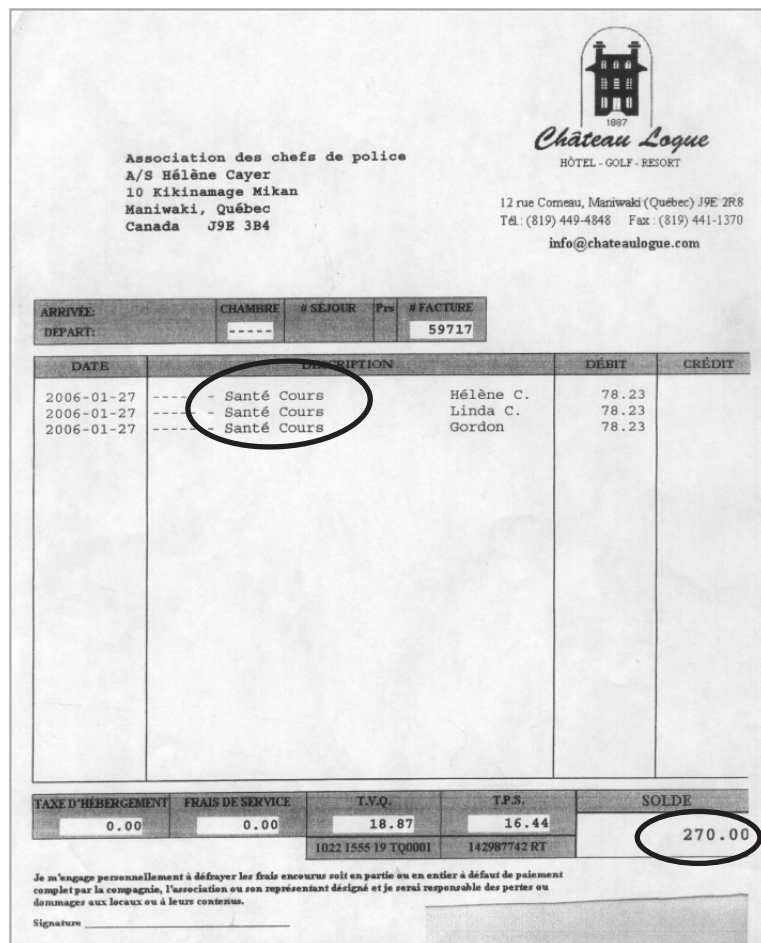 1887
Château Logue
HÔTEL - GOLF - RESORT
12 rue Comeau, Maniwaki (Québec) J9E 2R8
Tél.: (819) 449-4848 Fax : (819) 441-1370
info@chateaulogue.com
Association des chefs de police
A/S Hélène Cayer
10 Kikinamage Mikan
Maniwaki, Québec
Canada J9E 3B4
ARRIVÉE: CHAMBRE # SÉJOUR Prs # FACTURE
DÉPART: ----- 59717
DATE DESCRIPTION DÉBIT CRÉDIT
2006-01-27 ------ - Santé Cours Hélène C. 78.23
2006-01-27 ------ - Santé Cours Linda C. 78.23
2006-01-27 ------ - Santé Cours Gordon 78.23
TAXE D'HÉBERGEMENT FRAIS DE SERVICE T.V.Q. T.P.S. SOLDE
0.00 0.00 18.87 16.44 270.00
1022 1555 19 TQ0001 142987742 RT
Je m'engage personnellement à défrayer les frais encourus soit en partie ou en entier à défaut de paiement
complet par la compagnie, l'association ou son représentant désigné et je serai responsable des pertes ou
dommages aux locaux ou à leurs contenus.
Signature